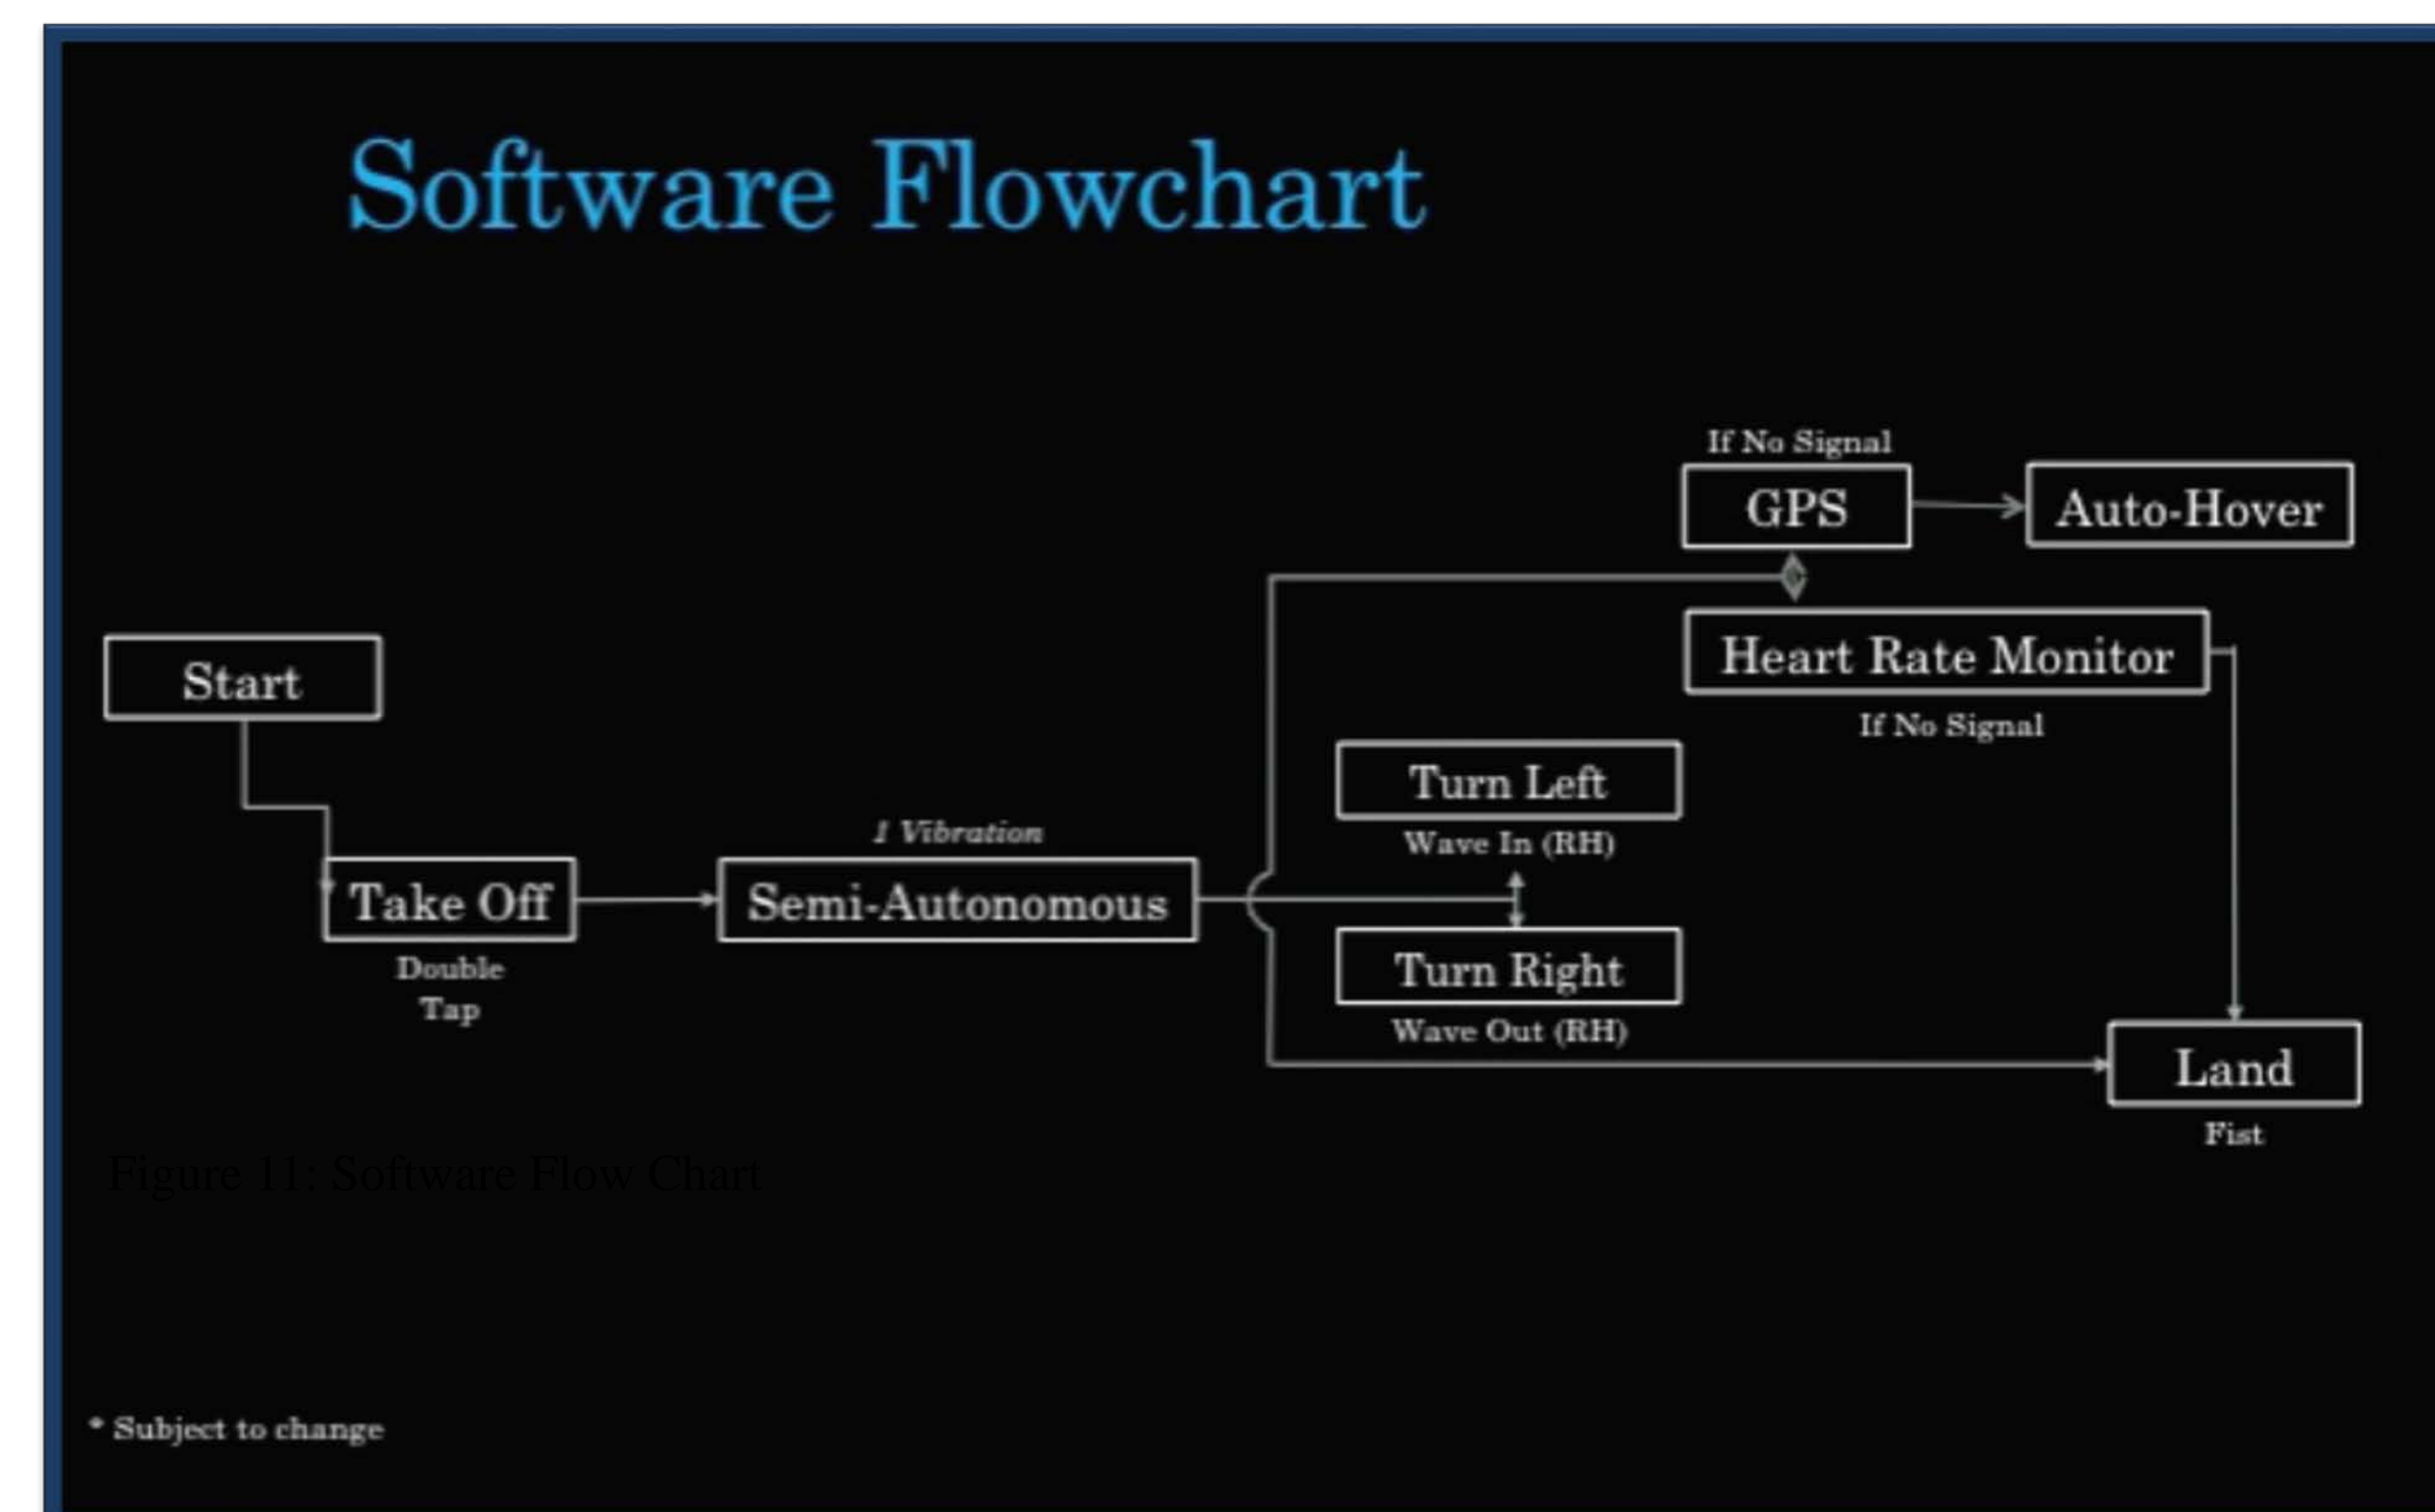 Software Flowchart
If No Signal
GPS
Auto-Hover
Heart Rate Monitor
If No Signal
Start
Turn Left
Wave In (RH)
1 Vibration
Take Off
Semi-Autonomous
Double
Tap
Turn Right
Wave Out (RH)
Land
Fist
Figure 11: Software Flow Chart
* Subject to change